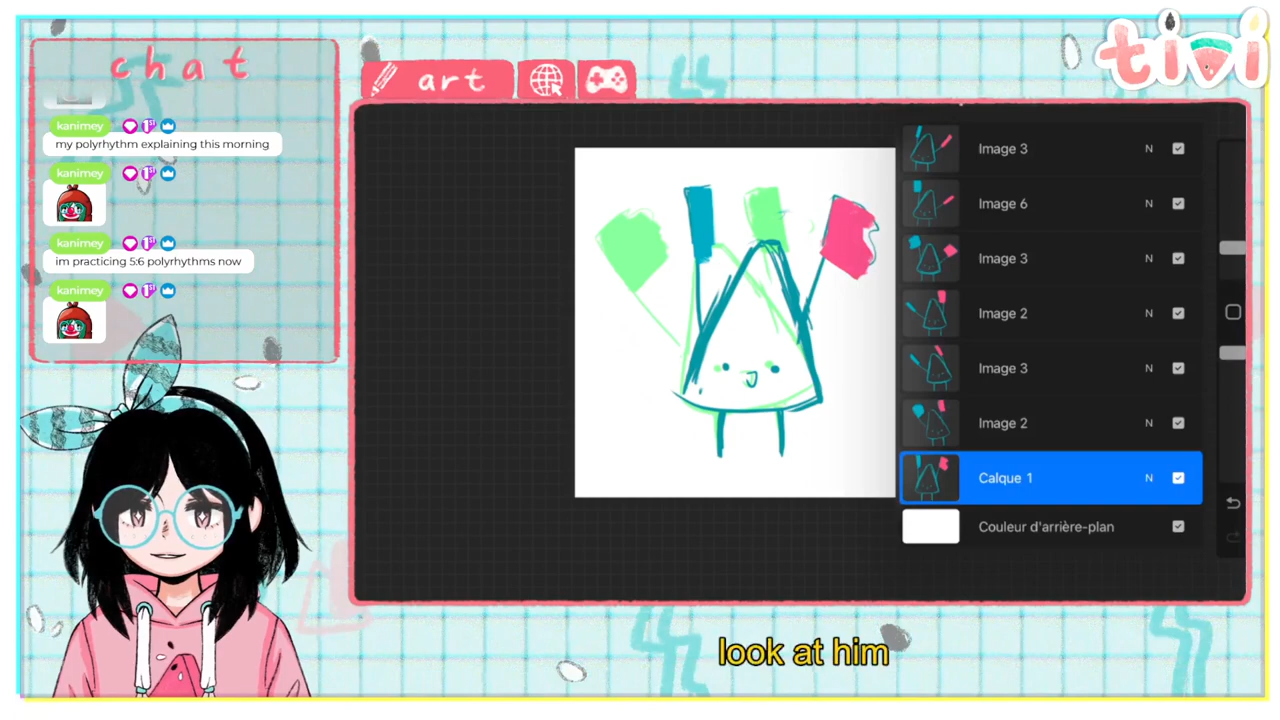 chat
kanimey
my polyrhythm explaining this morning
kanimey
kanimey
im practicing 5:6 polyrhythms now
kanimey
art
tivi
Image 3 N
Image 6 N
Image 3 N
Image 2 N
Image 3 N
Image 2 N
Calque 1 N
Couleur d'arrière-plan
look at him